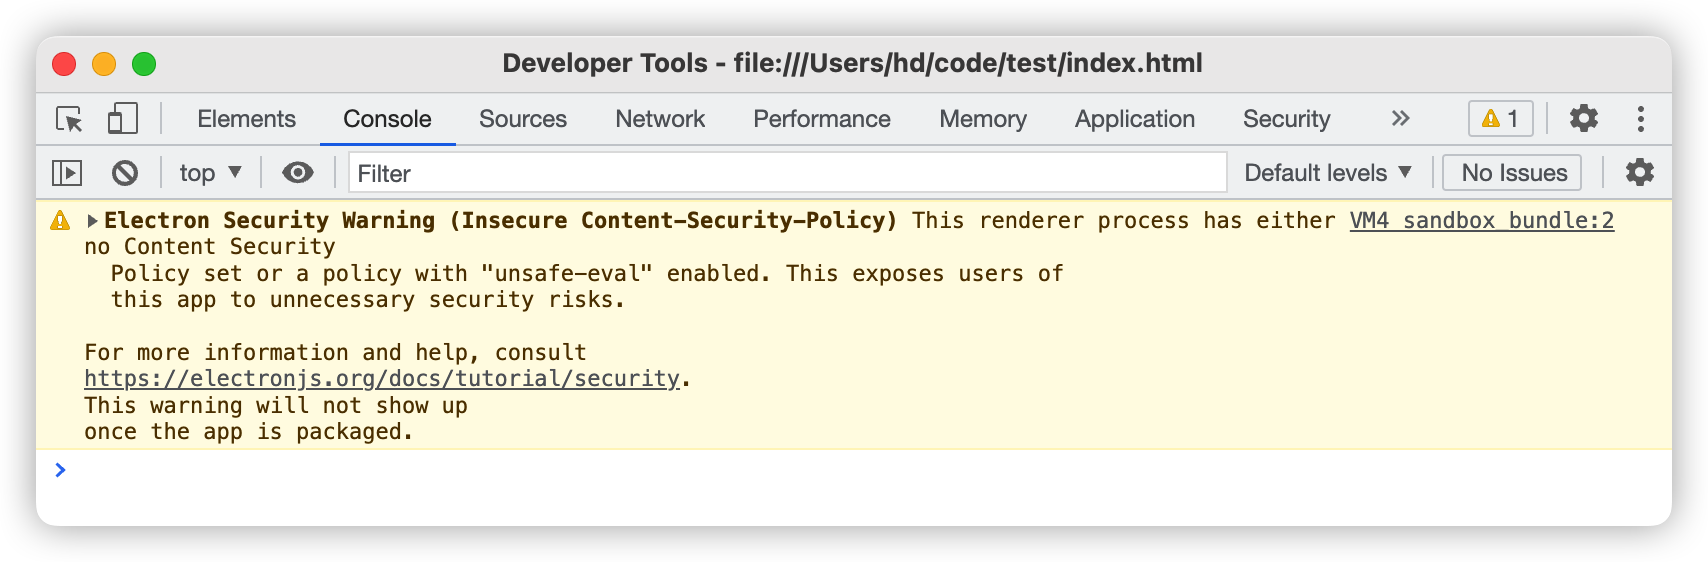 Developer Tools - file:///Users/hd/code/test/index.html
Elements Console Sources Network Performance Memory Application Security » 1
top ▼ Filter Default levels ▼ No Issues
Electron Security Warning (Insecure Content-Security-Policy) This renderer process has either VM4 sandbox_bundle:2
no Content Security
Policy set or a policy with "unsafe-eval" enabled. This exposes users of
this app to unnecessary security risks.
For more information and help, consult
https://electronjs.org/docs/tutorial/security.
This warning will not show up
once the app is packaged.